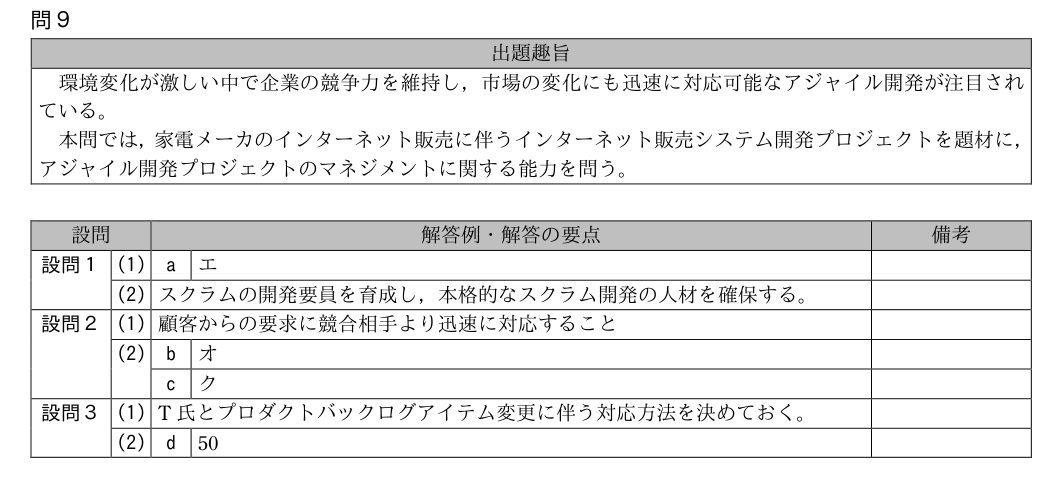 問9
出題趣旨
環境変化が激しい中で企業の競争力を維持し，市場の変化にも迅速に対応可能なアジャイル開発が注目され
ている。
本問では，家電メーカのインターネット販売に伴うインターネット販売システム開発プロジェクトを題材に，
アジャイル開発プロジェクトのマネジメントに関する能力を問う。
設問 解答例・解答の要点 備考
設問1 (1) a エ
(2) スクラムの開発要員を育成し，本格的なスクラム開発の人材を確保する。
設問2 (1) 顧客からの要求に競合相手より迅速に対応すること
(2) b オ
c ク
設問3 (1) T氏とプロダクトバックログアイテム変更に伴う対応方法を決めておく。
(2) d 50